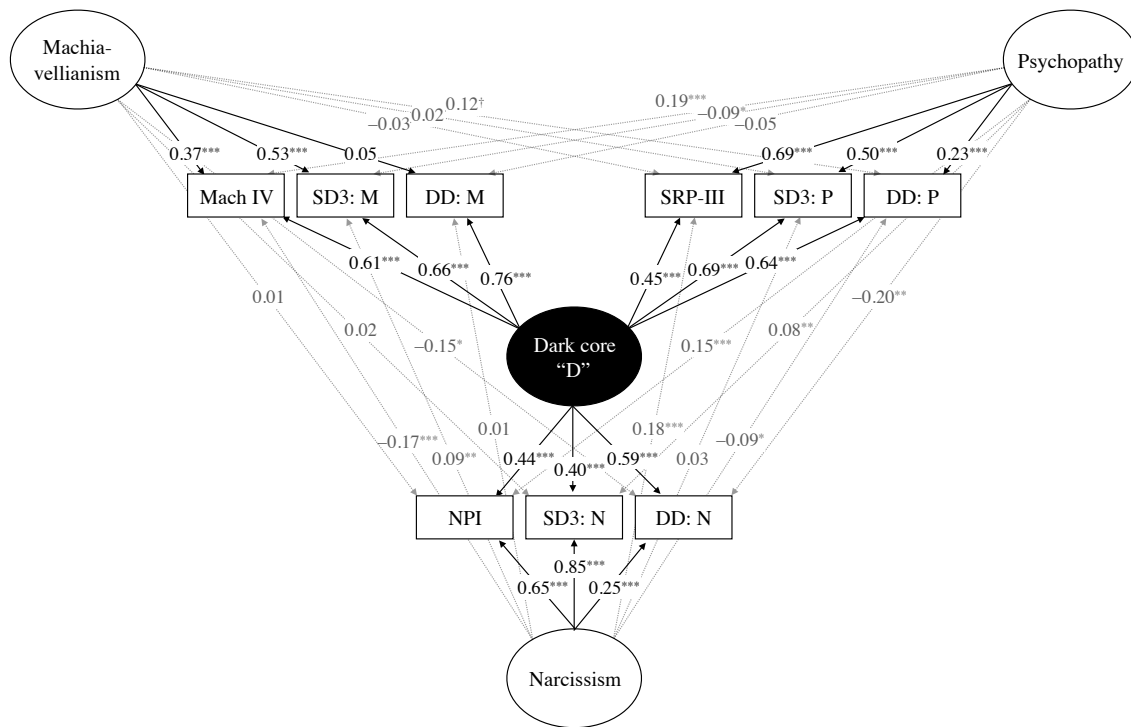 Machia-
vellianism
Psychopathy
0.12†
0.02
−0.03
0.19***
−0.09*
−0.05
0.37***
0.53***
0.05
0.69***
0.50***
0.23***
Mach IV
SD3: M
DD: M
SRP-III
SD3: P
DD: P
0.61***
0.66***
0.76***
0.45***
0.69***
0.64***
0.01
0.02
−0.15*
0.15***
0.08**
−0.20**
Dark core
“D”
−0.17***
0.09**
0.01
0.18***
0.03
−0.09*
0.44***
0.40***
0.59***
NPI
SD3: N
DD: N
0.65***
0.85***
0.25***
Narcissism